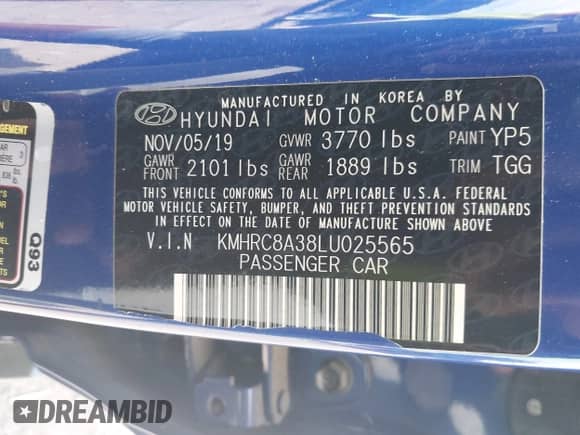 MANUFACTURED IN KOREA BY
HYUNDAI MOTOR COMPANY
NOV/05/19 GVWR 3770 lbs PAINT YP5
GAWR FRONT 2101 lbs GAWR REAR 1889 lbs TRIM TGG
THIS VEHICLE CONFORMS TO ALL APPLICABLE U.S.A. FEDERAL
MOTOR VEHICLE SAFETY, BUMPER, AND THEFT PREVENTION STANDARDS
IN EFFECT ON THE DATE OF MANUFACTURE SHOWN ABOVE
V.I.N KMHRC8A38LU025565
PASSENGER CAR
Q93
DREAMBID